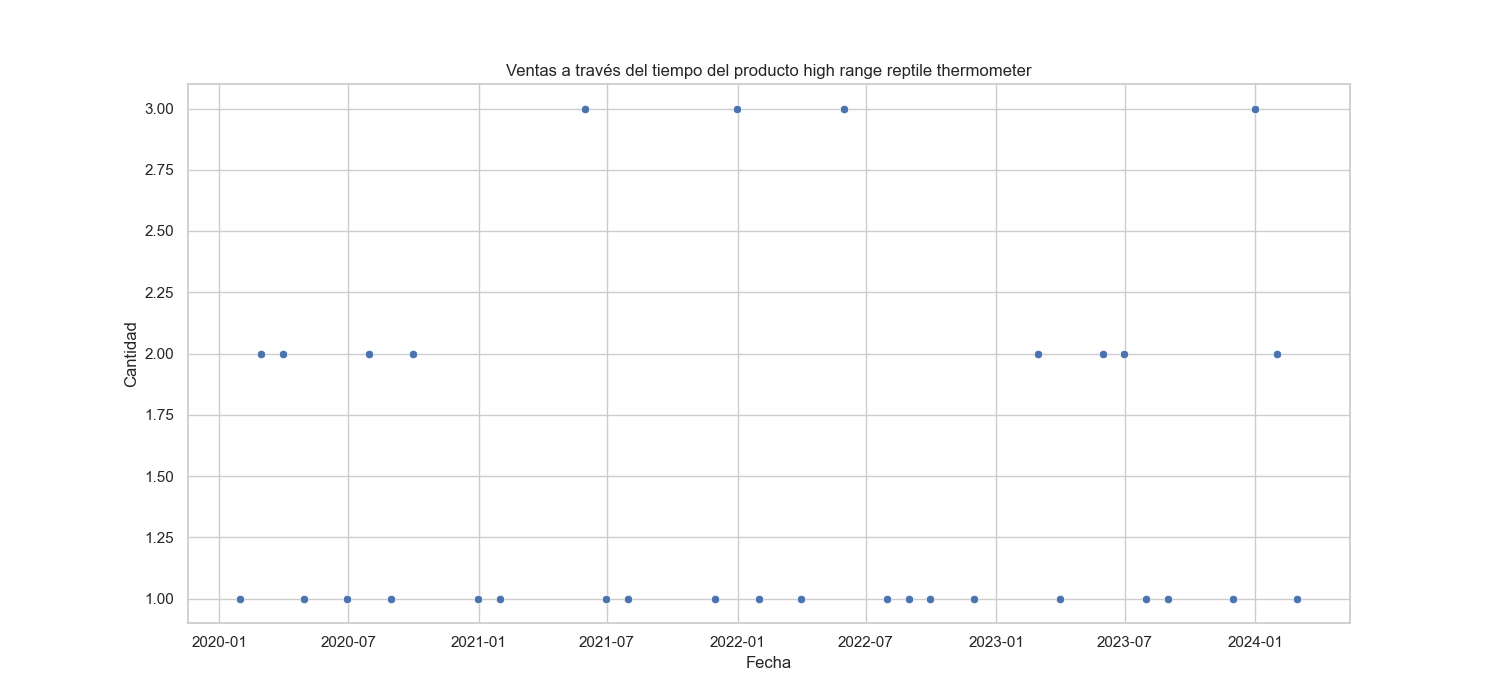 Ventas a través del tiempo del producto high range reptile thermometer
3.00
2.75
2.50
2.25
2.00
1.75
1.50
1.25
1.00
Cantidad
2020-01 2020-07 2021-01 2021-07 2022-01 2022-07 2023-01 2023-07 2024-01
Fecha